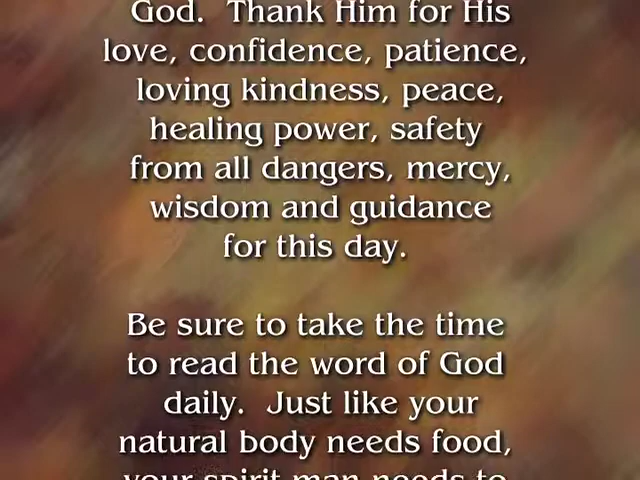 God. Thank Him for His
love, confidence, patience,
loving kindness, peace,
healing power, safety
from all dangers, mercy,
wisdom and guidance
for this day.
Be sure to take the time
to read the word of God
daily. Just like your
natural body needs food,
your spirit man needs to